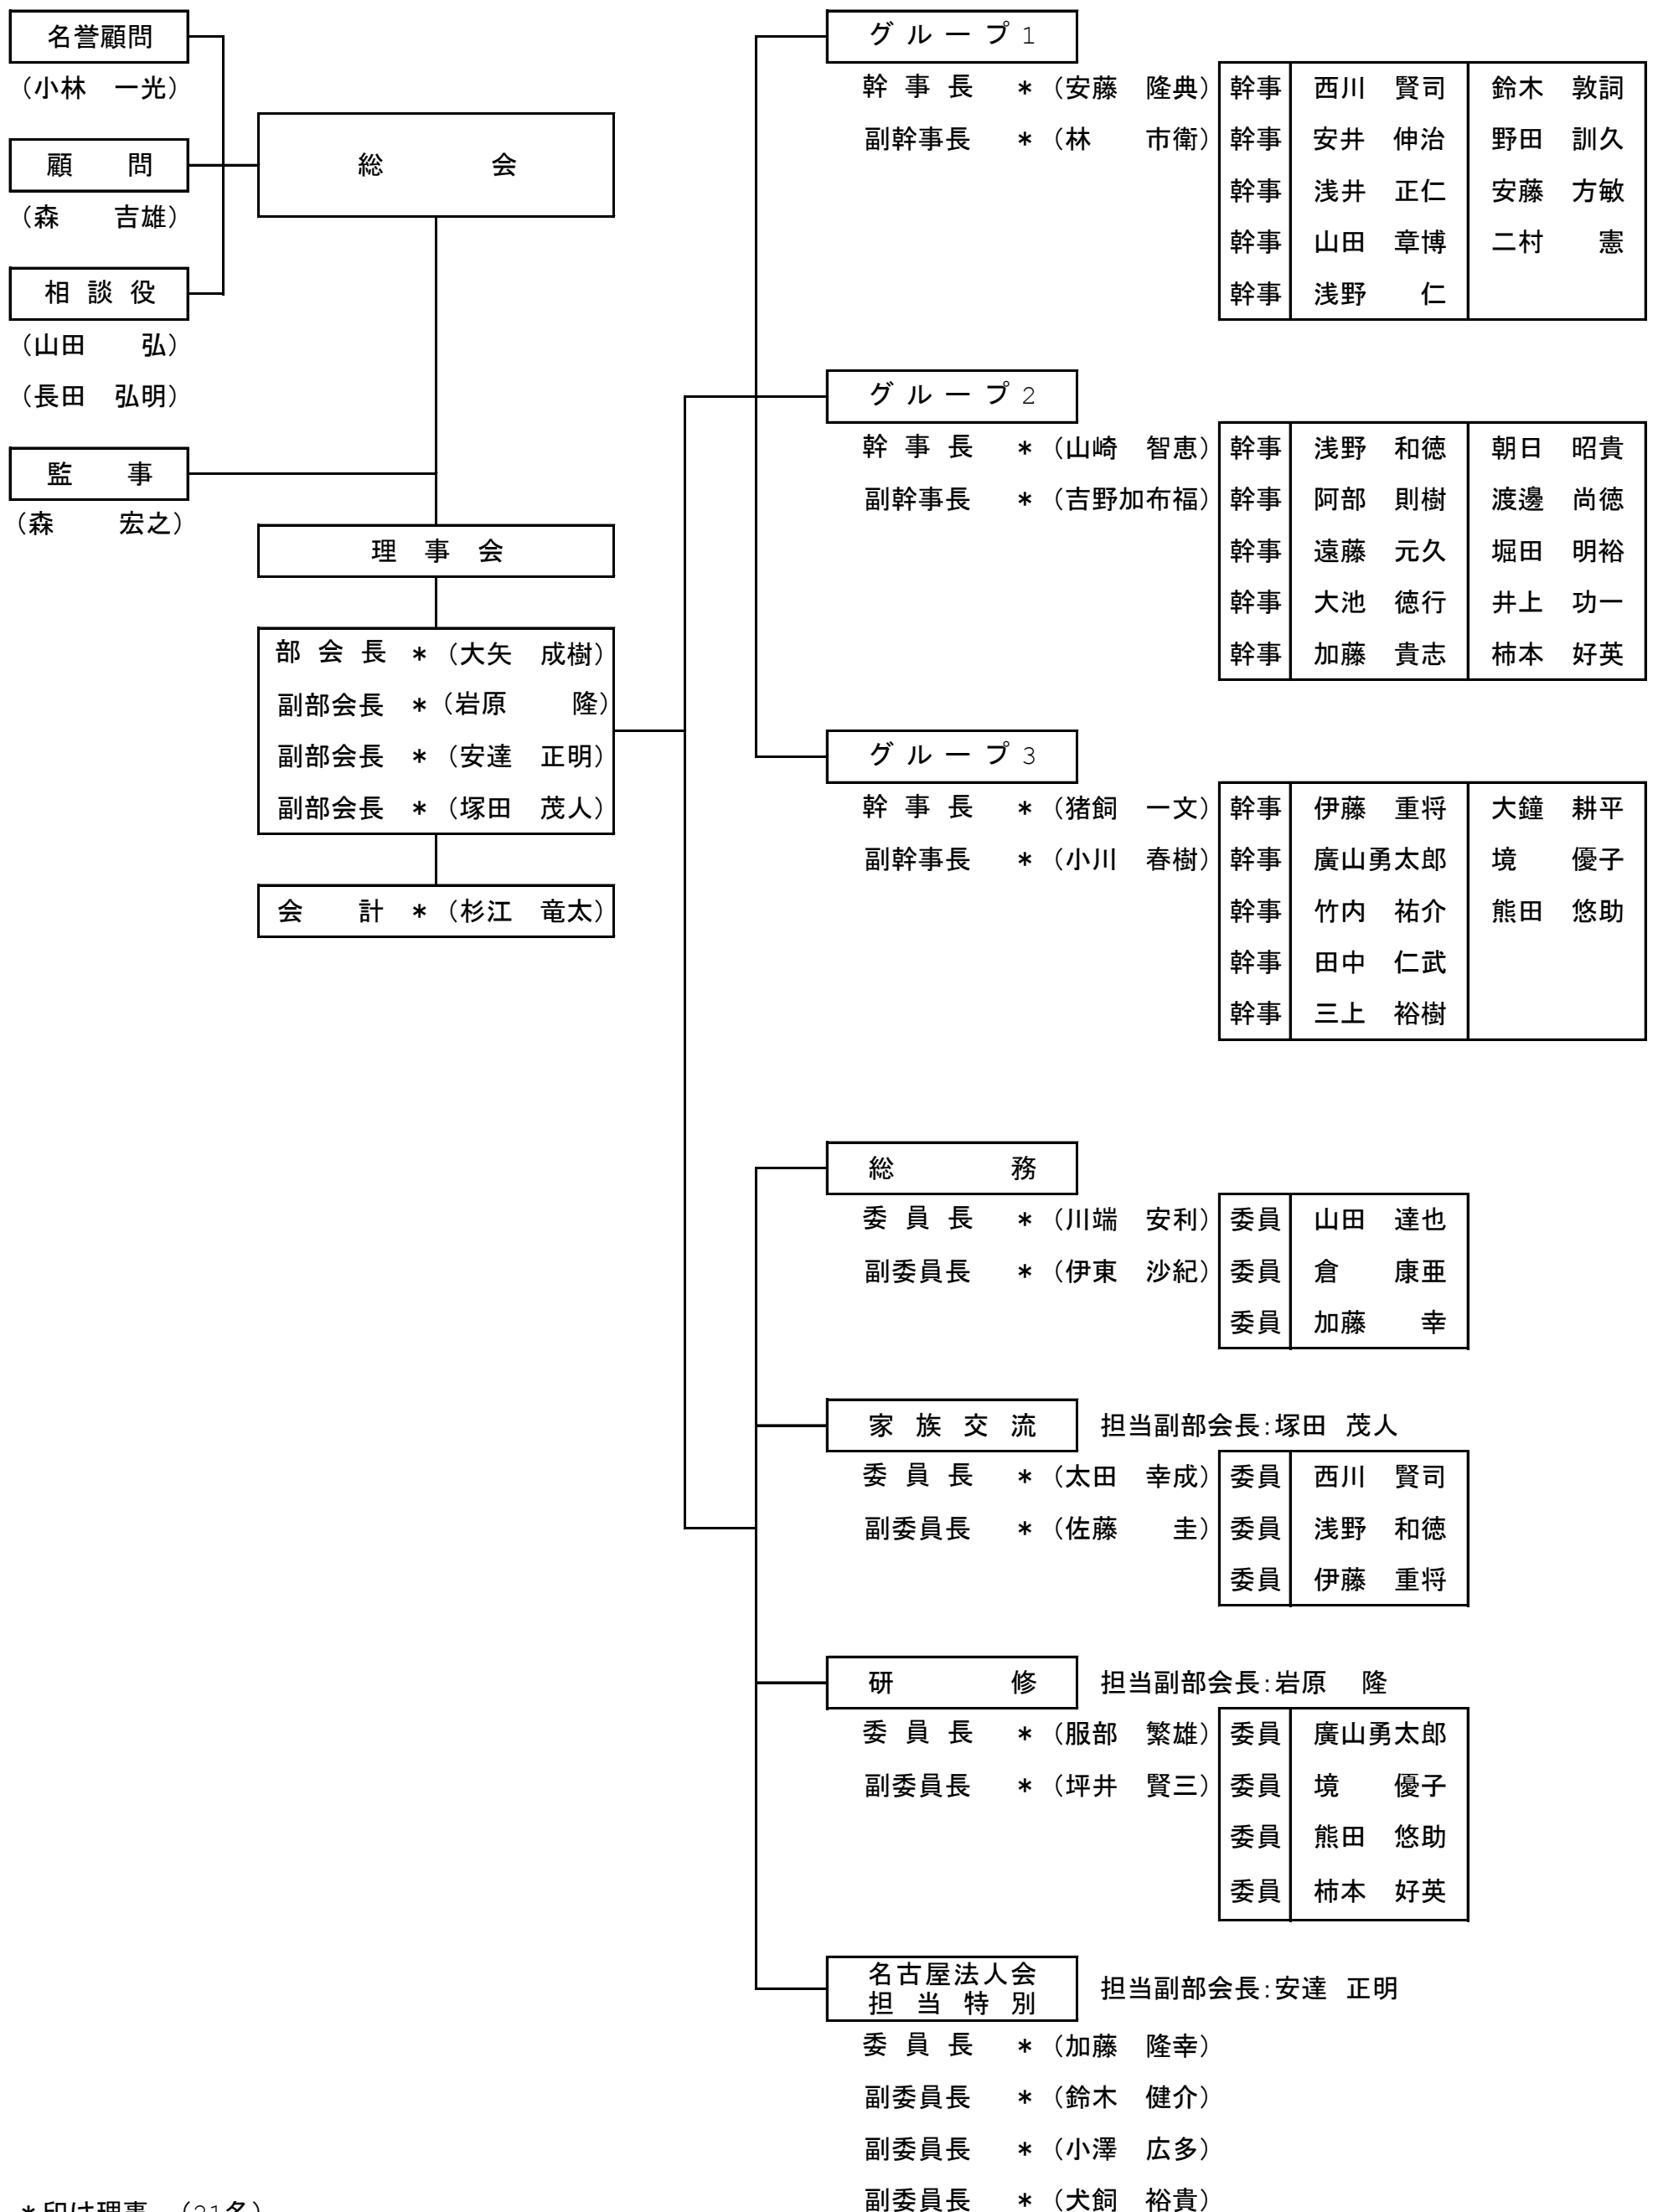 名誉顧問
（小林　一光）
顧　問
（森　　吉雄）
相 談 役
（山田　　弘）
（長田　弘明）
監　事
（森　　宏之）
総　　会
理　事　会
部 会 長 *（大矢　成樹）
副部会長 *（岩原　　隆）
副部会長 *（安達　正明）
副部会長 *（塚田　茂人）
会　計 *（杉江　竜太）
グループ1
幹 事 長 *（安藤　隆典） 幹事 西川　賢司 鈴木　敦詞
副幹事長 *（林　　市衛） 幹事 安井　伸治 野田　訓久
幹事 浅井　正仁 安藤　方敏
幹事 山田　章博 二村　　憲
幹事 浅野　　仁
グループ2
幹 事 長 *（山崎　智恵） 幹事 浅野　和徳 朝日　昭貴
副幹事長 *（吉野加布福） 幹事 阿部　則樹 渡邊　尚徳
幹事 遠藤　元久 堀田　明裕
幹事 大池　徳行 井上　功一
幹事 加藤　貴志 柿本　好英
グループ3
幹 事 長 *（猪飼　一文） 幹事 伊藤　重将 大鐘　耕平
副幹事長 *（小川　春樹） 幹事 廣山勇太郎 境　　優子
幹事 竹内　祐介 熊田　悠助
幹事 田中　仁武
幹事 三上　裕樹
総　　務
委 員 長 *（川端　安利） 委員 山田　達也
副委員長 *（伊東　沙紀） 委員 倉　　康亜
委員 加藤　　幸
家 族 交 流 担当副部会長:塚田 茂人
委 員 長 *（太田　幸成） 委員 西川　賢司
副委員長 *（佐藤　　圭） 委員 浅野　和徳
委員 伊藤　重将
研　　修 担当副部会長:岩原　隆
委 員 長 *（服部　繁雄） 委員 廣山勇太郎
副委員長 *（坪井　賢三） 委員 境　　優子
委員 熊田　悠助
委員 柿本　好英
名古屋法人会
担 当 特 別 担当副部会長:安達 正明
委 員 長 *（加藤　隆幸）
副委員長 *（鈴木　健介）
副委員長 *（小澤　広多）
副委員長 *（犬飼　裕貴）
*印は理事 （21名）